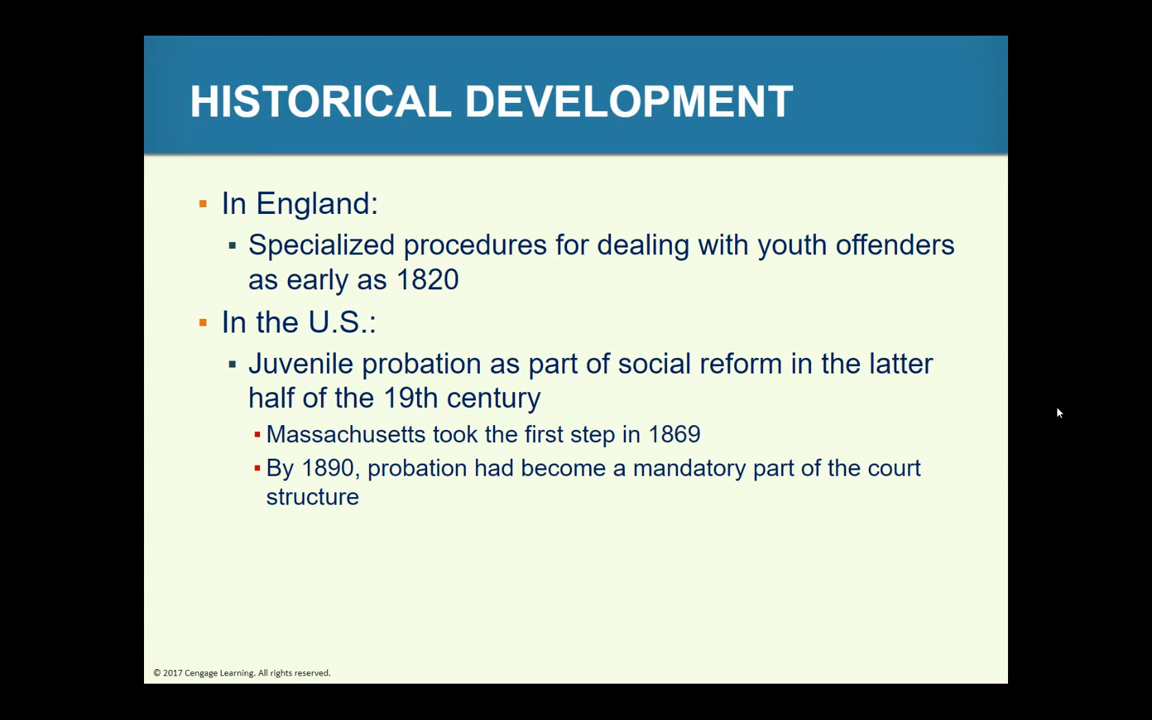 HISTORICAL DEVELOPMENT
▪ In England:
▪ Specialized procedures for dealing with youth offenders
as early as 1820
▪ In the U.S.:
▪ Juvenile probation as part of social reform in the latter
half of the 19th century
▪ Massachusetts took the first step in 1869
▪ By 1890, probation had become a mandatory part of the court
structure
© 2017 Cengage Learning. All rights reserved.